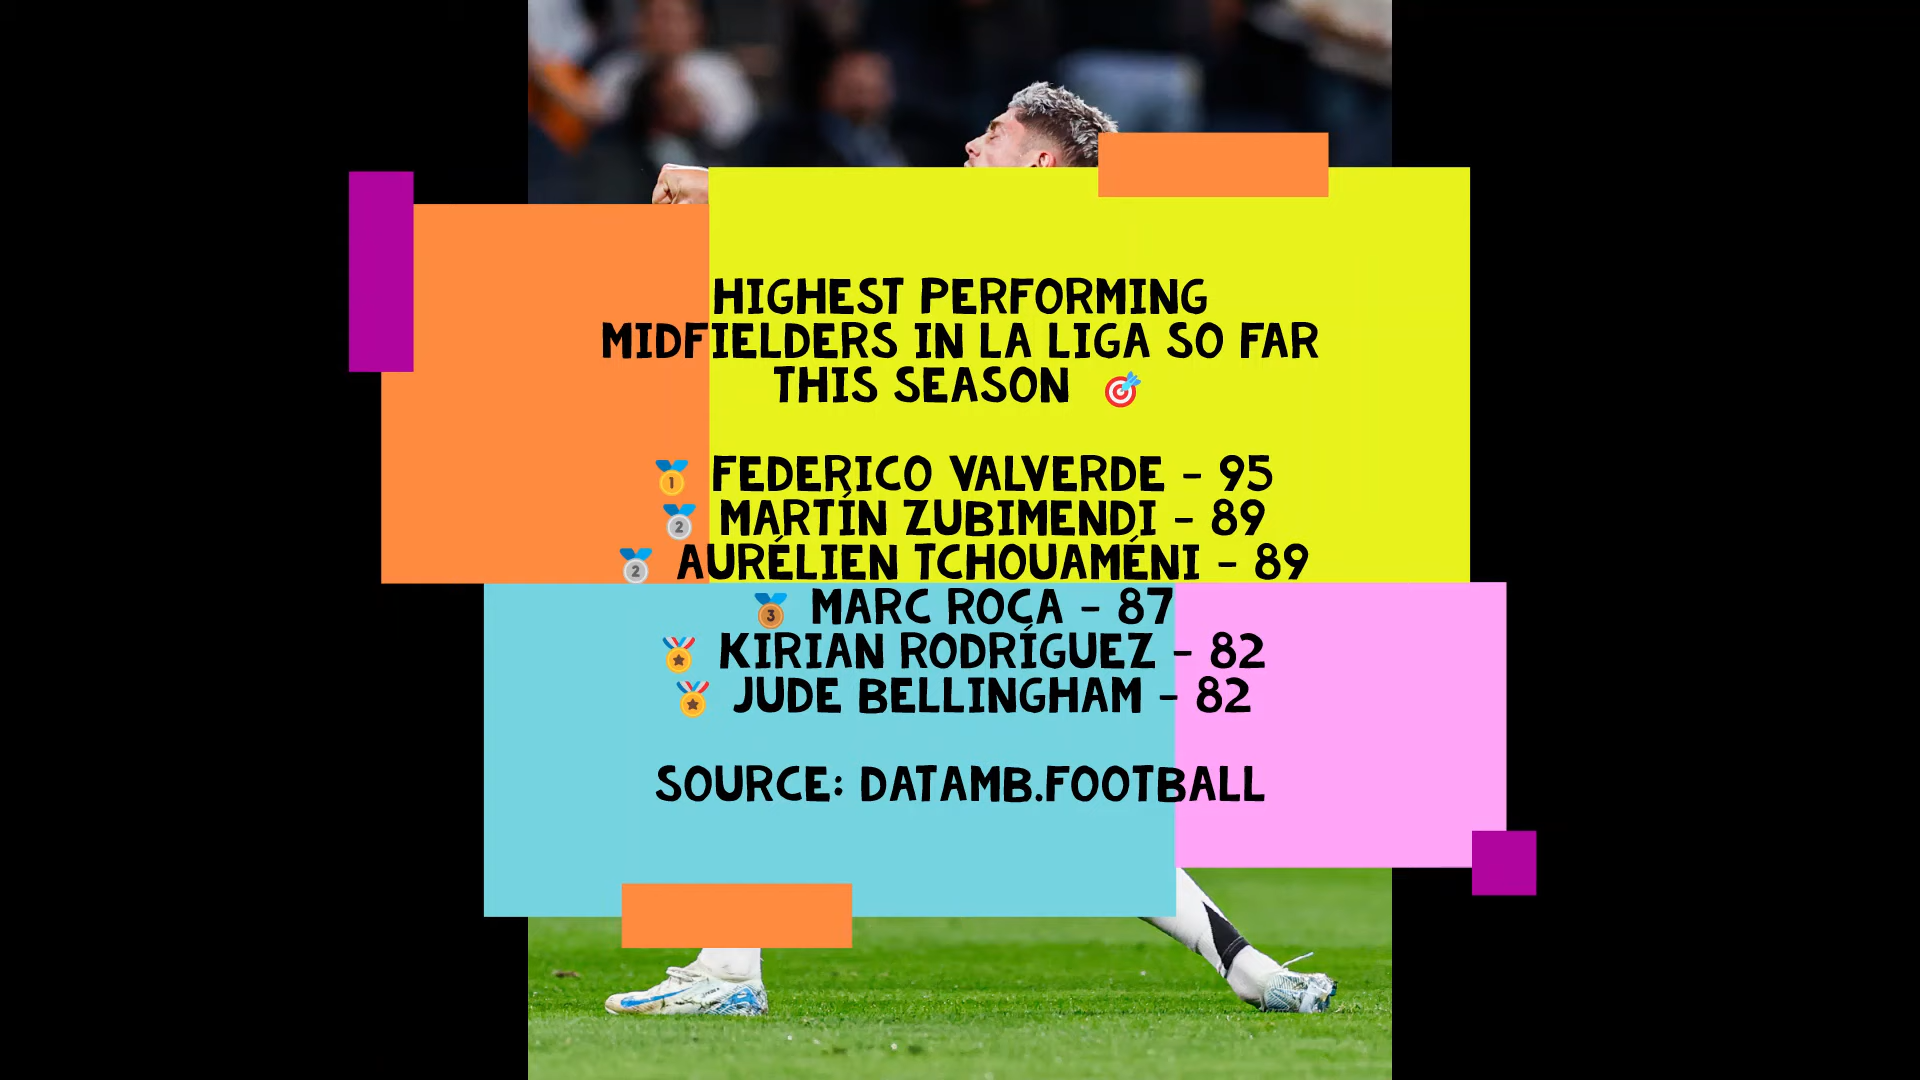 HIGHEST PERFORMING
MIDFIELDERS IN LA LIGA SO FAR
THIS SEASON 🎯
🥇 FEDERICO VALVERDE - 95
🥈 MARTÍN ZUBIMENDI - 89
🥈 AURÉLIEN TCHOUAMÉNI - 89
🥉 MARC ROCA - 87
🏅 KIRIAN RODRÍGUEZ - 82
🏅 JUDE BELLINGHAM - 82
SOURCE: DATAMB.FOOTBALL